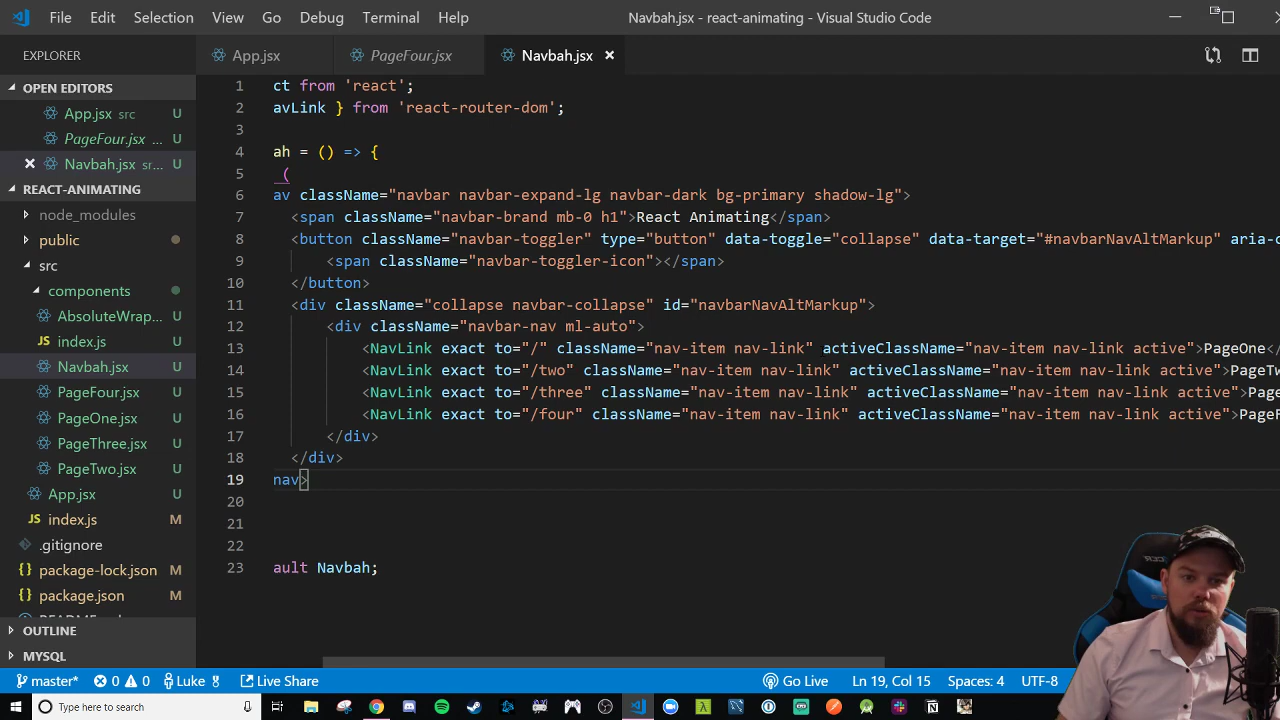 File Edit Selection View Go Debug Terminal Help
Navbah.jsx - react-animating - Visual Studio Code
EXPLORER
App.jsx
PageFour.jsx
Navbah.jsx ×
OPEN EDITORS
App.jsx src U
PageFour.jsx ... U
× Navbah.jsx sr... U
REACT-ANIMATING
node_modules
public
src
components
AbsoluteWrap... U
index.js U
Navbah.jsx U
PageFour.jsx U
PageOne.jsx U
PageThree.jsx U
PageTwo.jsx U
App.jsx U
JS index.js M
.gitignore
{} package-lock.json M
{} package.json M
OUTLINE
MYSQL
1 ct from 'react';
2 avLink } from 'react-router-dom';
3
4 ah = () => {
5 (
6 av className="navbar navbar-expand-lg navbar-dark bg-primary shadow-lg">
7 <span className="navbar-brand mb-0 h1">React Animating</span>
8 <button className="navbar-toggler" type="button" data-toggle="collapse" data-target="#navbarNavAltMarkup" aria-c
9 <span className="navbar-toggler-icon"></span>
10 </button>
11 <div className="collapse navbar-collapse" id="navbarNavAltMarkup">
12 <div className="navbar-nav ml-auto">
13 <NavLink exact to="/" className="nav-item nav-link" activeClassName="nav-item nav-link active">PageOne</
14 <NavLink exact to="/two" className="nav-item nav-link" activeClassName="nav-item nav-link active">PageTw
15 <NavLink exact to="/three" className="nav-item nav-link" activeClassName="nav-item nav-link active">PageT
16 <NavLink exact to="/four" className="nav-item nav-link" activeClassName="nav-item nav-link active">PageF
17 </div>
18 </div>
19 nav>
20
21
22
23 ault Navbah;
master* 0 0 Luke Live Share
Go Live Ln 19, Col 15 Spaces: 4 UTF-8
Type here to search